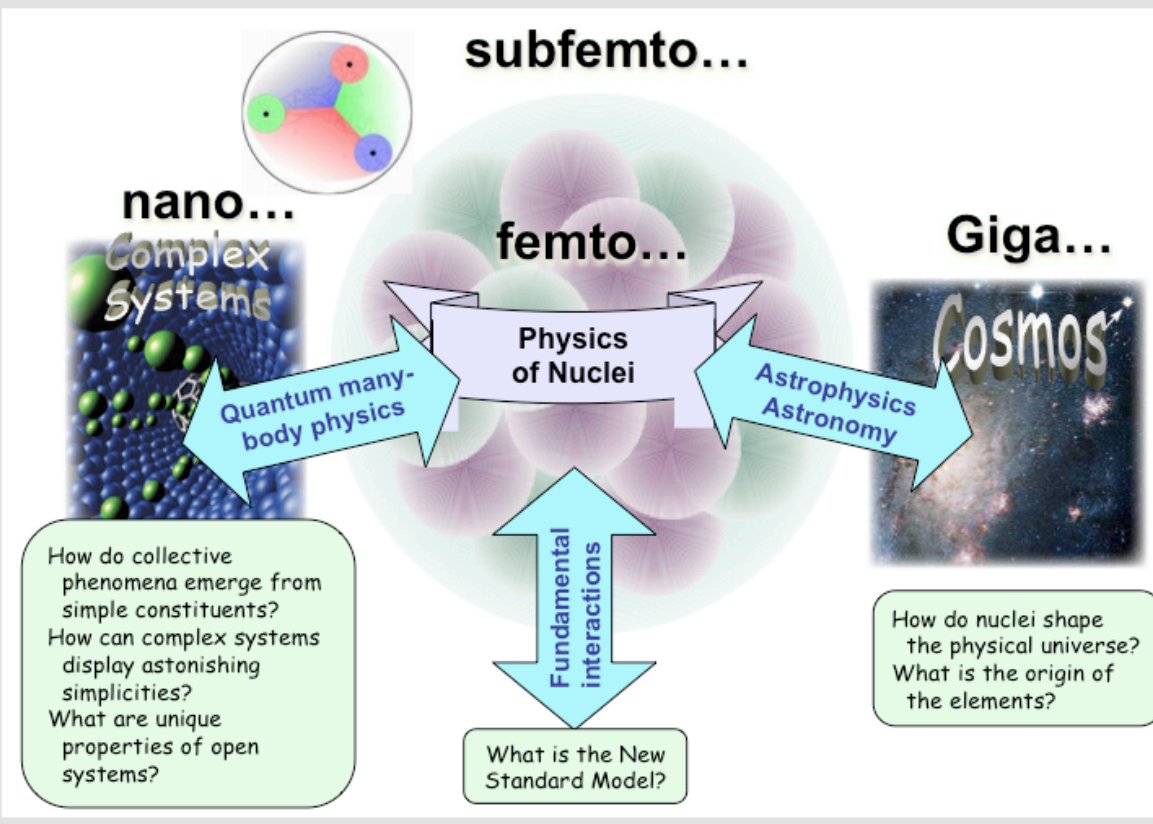 subfemto…
nano…
Complex
Systems
femto…
Giga…
Cosmos
Physics
of Nuclei
Quantum many-
body physics
Astrophysics
Astronomy
Fundamental
interactions
How do collective
phenomena emerge from
simple constituents?
How can complex systems
display astonishing
simplicities?
What are unique
properties of open
systems?
What is the New
Standard Model?
How do nuclei shape
the physical universe?
What is the origin of
the elements?